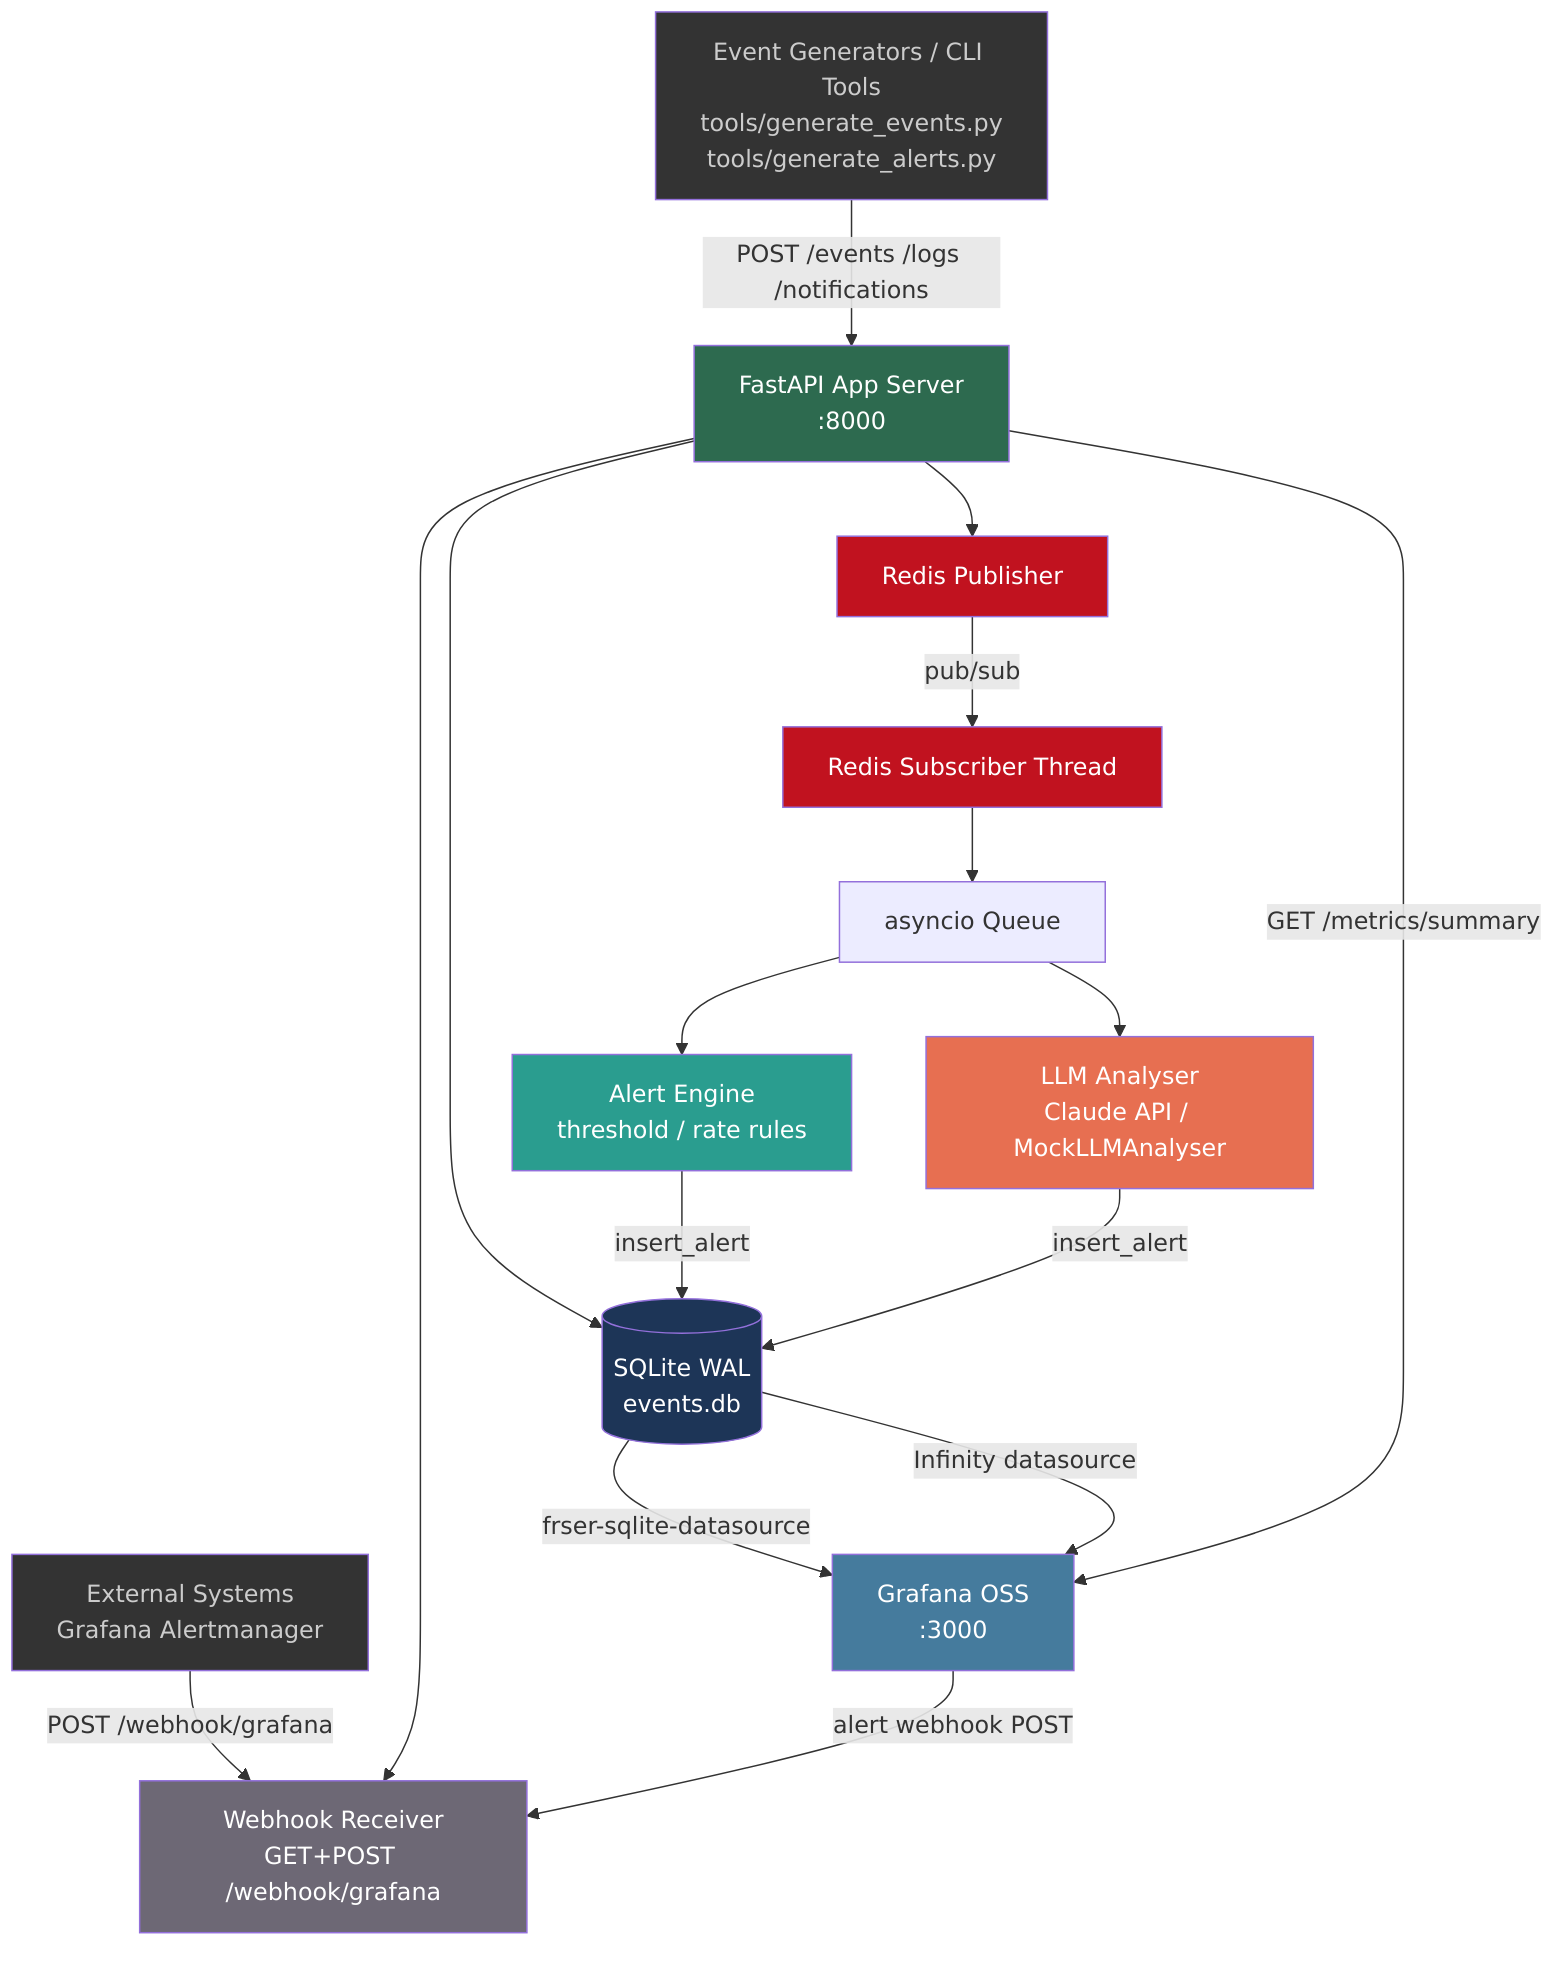 Event Generators / CLI
Tools
tools/generate_events.py
tools/generate_alerts.py
POST /events /logs
/notifications
FastAPI App Server
:8000
Redis Publisher
pub/sub
Redis Subscriber Thread
asyncio Queue
GET /metrics/summary
Alert Engine
threshold / rate rules
LLM Analyser
Claude API /
MockLLMAnalyser
insert_alert
insert_alert
SQLite WAL
events.db
Infinity datasource
frser-sqlite-datasource
External Systems
Grafana Alertmanager
Grafana OSS
:3000
POST /webhook/grafana
alert webhook POST
Webhook Receiver
GET+POST
/webhook/grafana